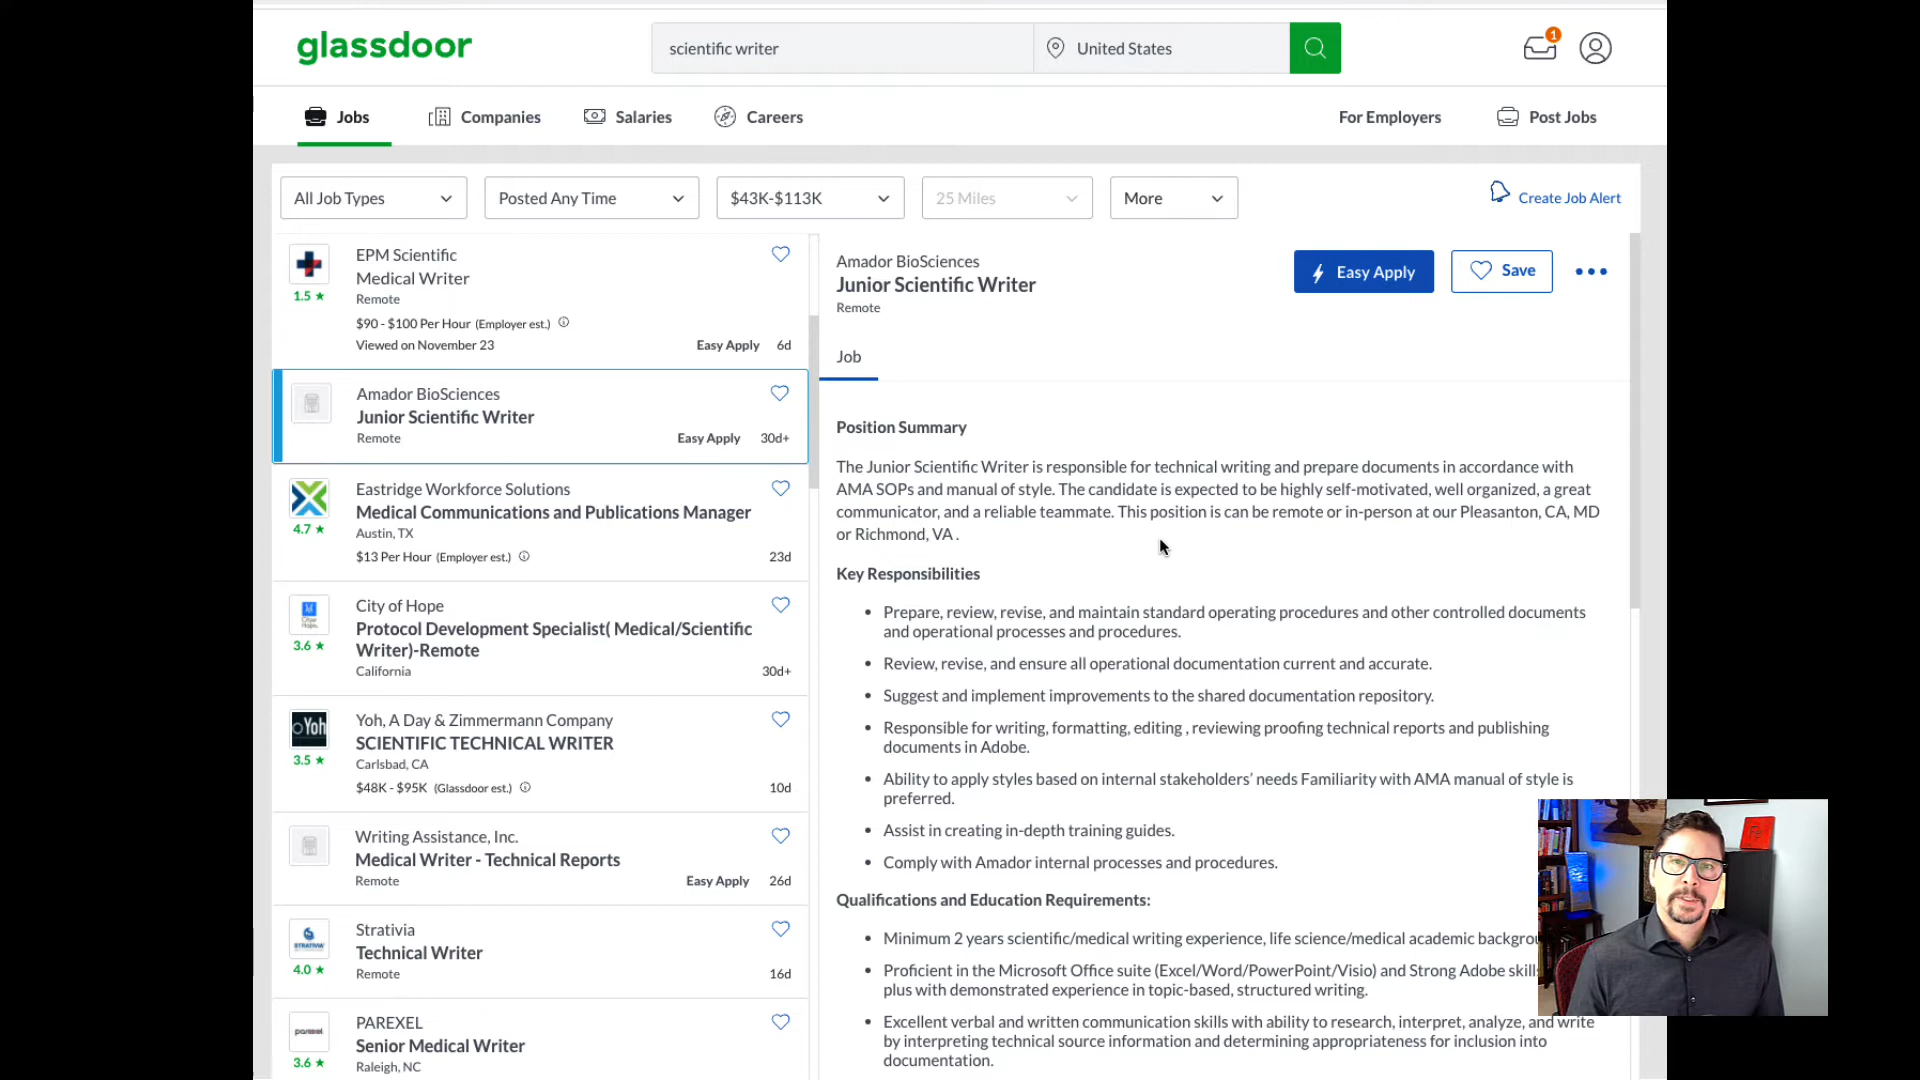 glassdoor
scientific writer
United States
1
Jobs
Companies
Salaries
Careers
For Employers
Post Jobs
All Job Types
Posted Any Time
$43K-$113K
25 Miles
More
Create Job Alert
EPM Scientific
Medical Writer
1.5 ★
Remote
$90 - $100 Per Hour (Employer est.)
Viewed on November 23
Easy Apply 6d
Amador BioSciences
Junior Scientific Writer
Remote
Easy Apply 30d+
Eastridge Workforce Solutions
Medical Communications and Publications Manager
4.7 ★
Austin, TX
$13 Per Hour (Employer est.)
23d
City of Hope
Protocol Development Specialist( Medical/Scientific
Writer)-Remote
3.6 ★
California
30d+
Yoh
Yoh, A Day & Zimmermann Company
SCIENTIFIC TECHNICAL WRITER
3.5 ★
Carlsbad, CA
$48K - $95K (Glassdoor est.)
10d
Writing Assistance, Inc.
Medical Writer - Technical Reports
Remote
Easy Apply 26d
STRATIVIA
Strativia
Technical Writer
4.0 ★
Remote
16d
parexel
PAREXEL
Senior Medical Writer
3.6 ★
Raleigh, NC
Amador BioSciences
Junior Scientific Writer
Remote
Easy Apply
Save
Job
Position Summary
The Junior Scientific Writer is responsible for technical writing and prepare documents in accordance with
AMA SOPs and manual of style. The candidate is expected to be highly self-motivated, well organized, a great
communicator, and a reliable teammate. This position is can be remote or in-person at our Pleasanton, CA, MD
or Richmond, VA .
Key Responsibilities
• Prepare, review, revise, and maintain standard operating procedures and other controlled documents
and operational processes and procedures.
• Review, revise, and ensure all operational documentation current and accurate.
• Suggest and implement improvements to the shared documentation repository.
• Responsible for writing, formatting, editing , reviewing proofing technical reports and publishing
documents in Adobe.
• Ability to apply styles based on internal stakeholders’ needs Familiarity with AMA manual of style is
preferred.
• Assist in creating in-depth training guides.
• Comply with Amador internal processes and procedures.
Qualifications and Education Requirements:
• Minimum 2 years scientific/medical writing experience, life science/medical academic backgrou
• Proficient in the Microsoft Office suite (Excel/Word/PowerPoint/Visio) and Strong Adobe skill
plus with demonstrated experience in topic-based, structured writing.
• Excellent verbal and written communication skills with ability to research, interpret, analyze, and write
by interpreting technical source information and determining appropriateness for inclusion into
documentation.